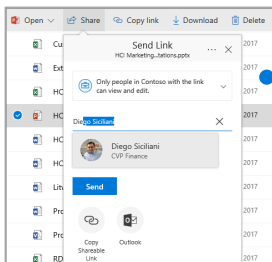 Open Share Copy link Download Delete
Send Link
HCI Marketing...tations.pptx
Cu 2017
Ext
Only people in Contoso with the link
can view and edit.
HC 2017
HC 2017
Diego Siciliani
HC 2017
Diego Siciliani
CVP Finance
HC 2017
Lit 2017
Send
Pro 2017
Pro 2017
Copy
Shareable
Link
Outlook
RD 2017